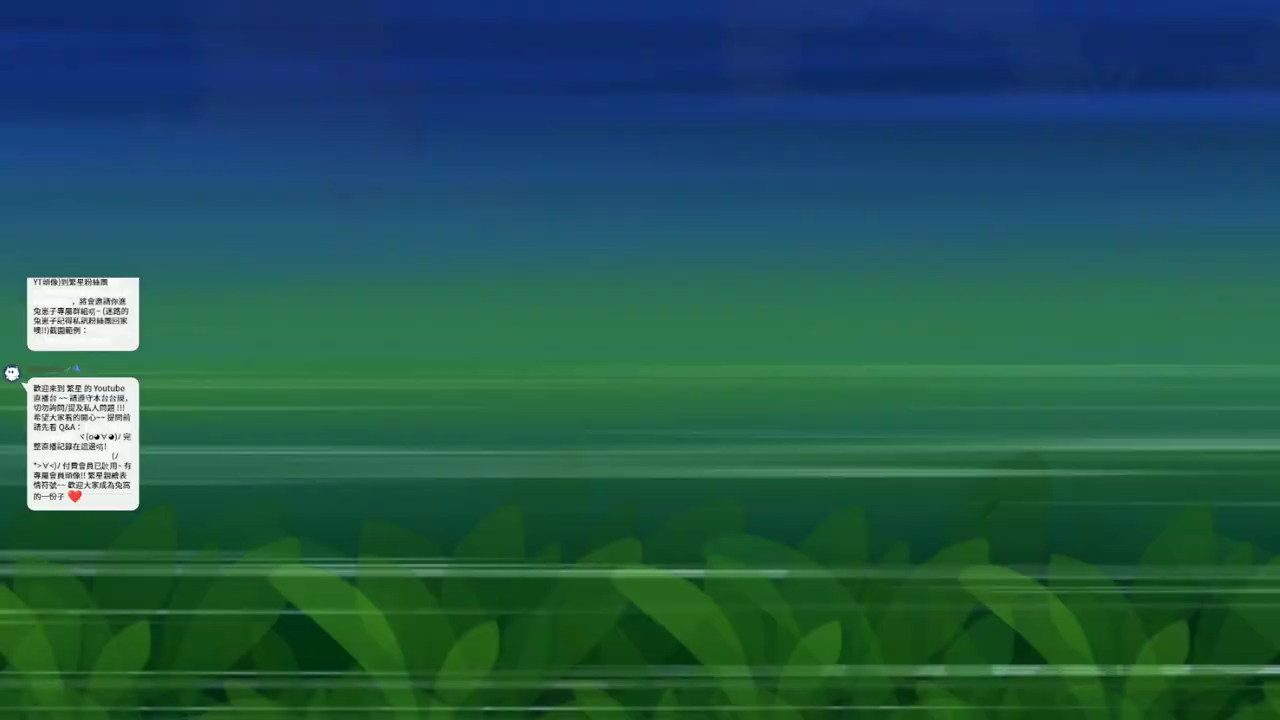 YT頭像)到繁星粉絲團
，將會邀請你進
兔崽子專屬群組唷~(迷路的
兔崽子記得私訊粉絲團回家
噢!!)截圖範例：
歡迎來到 繁星 的 Youtube
直播台 ~~ 請遵守本台台規，
切勿詢問/提及私人問題 !!!
希望大家看的開心~~ 提問前
請先看 Q&A：
ヾ(o◕∀◕)ﾉ 完
整直播記錄在這邊唷!
(ﾉ
*>∀<)ﾉ 付費會員已啟用~ 有
專屬會員頭像!! 繁星親繪表
情符號~~ 歡迎大家成為兔窩
的一份子 ❤️